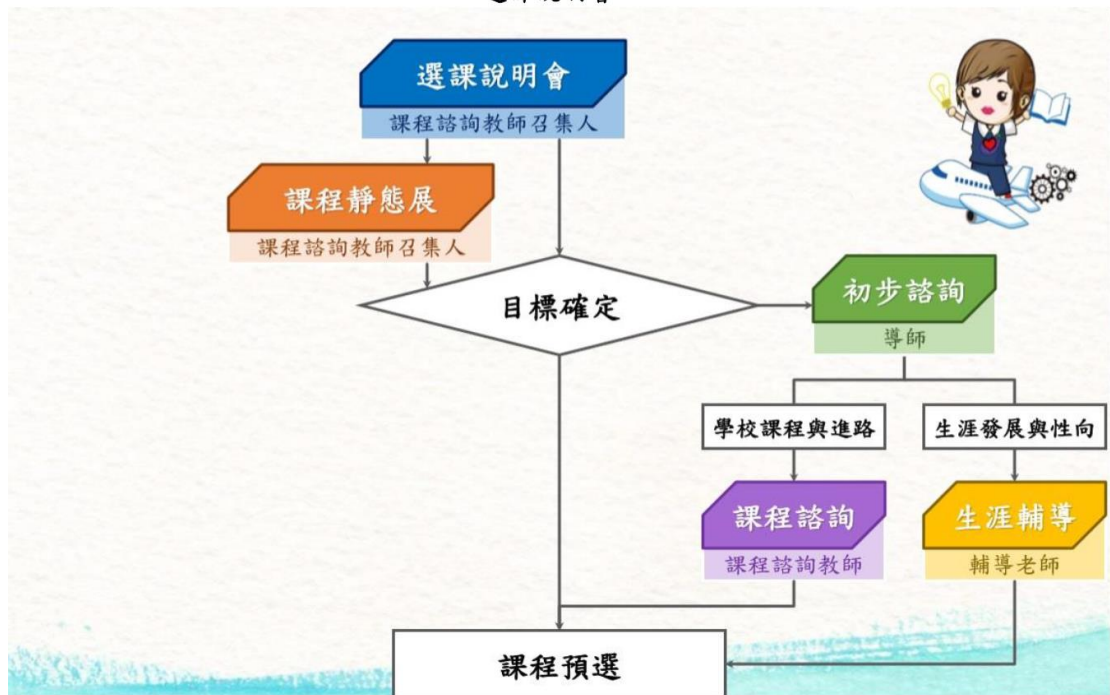 選課說明會
課程諮詢教師召集人
課程靜態展
課程諮詢教師召集人
目標確定
初步諮詢
導師
學校課程與進路
生涯發展與性向
課程諮詢
課程諮詢教師
生涯輔導
輔導老師
課程預選